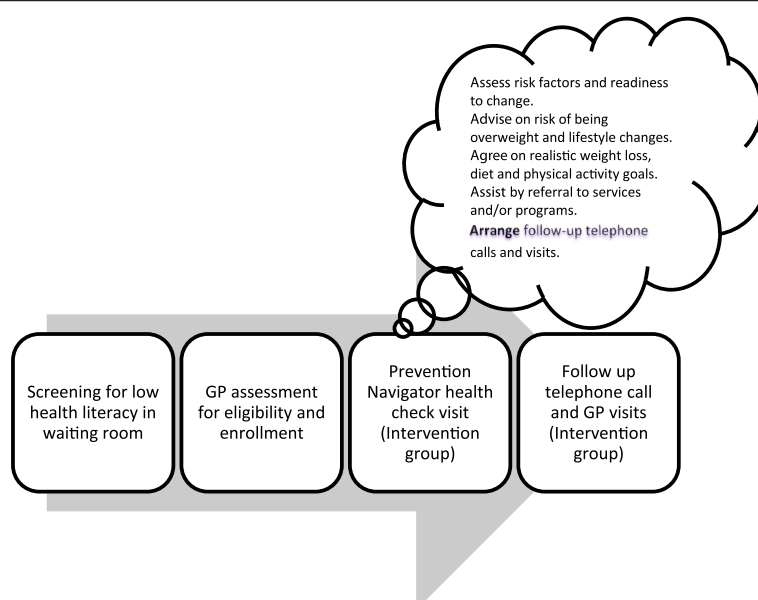 Assess risk factors and readiness
to change.
Advise on risk of being
overweight and lifestyle changes.
Agree on realistic weight loss,
diet and physical activity goals.
Assist by referral to services
and/or programs.
Arrange follow-up telephone
calls and visits.
Screening for low
health literacy in
waiting room
GP assessment
for eligibility and
enrollment
Prevention
Navigator health
check visit
(Intervention
group)
Follow up
telephone call
and GP visits
(Intervention
group)